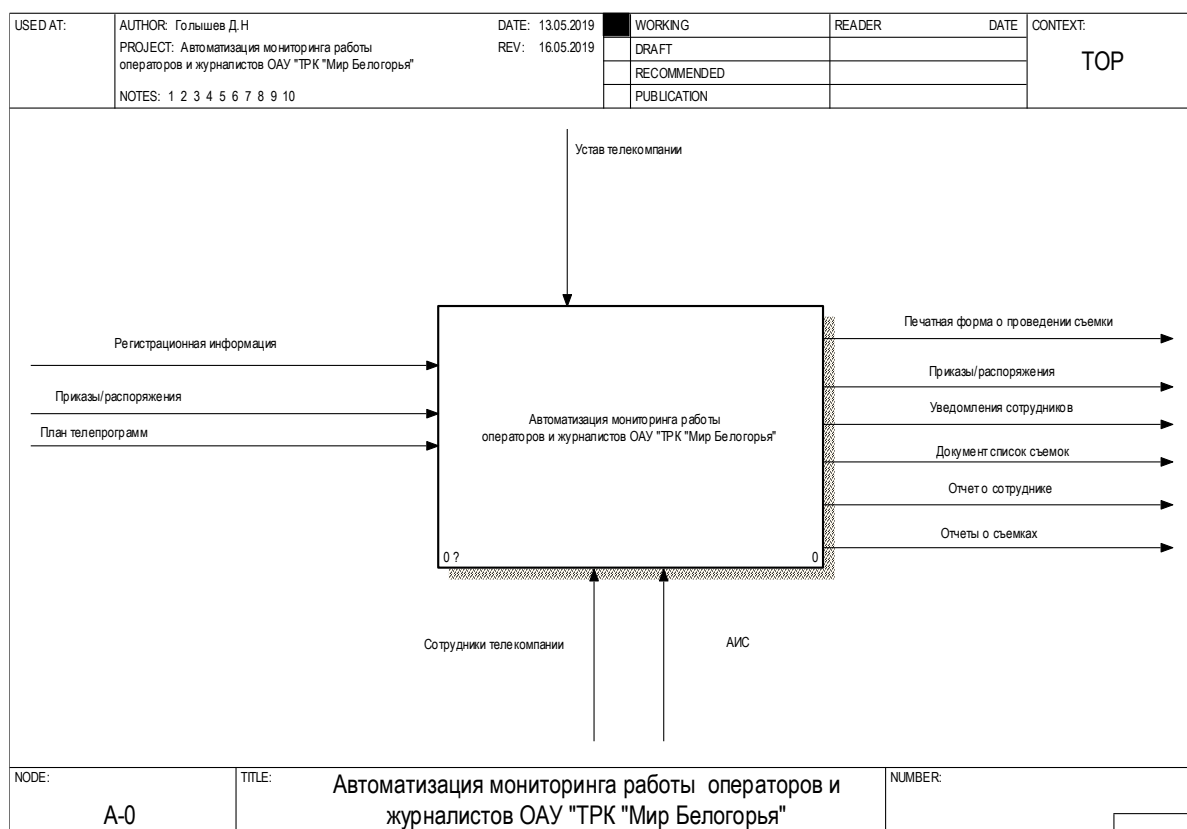 USED AT:
AUTHOR: Голышев Д.Н
DATE: 13.05.2019
WORKING
READER
DATE
CONTEXT:
PROJECT: Автоматизация мониторинга работы
операторов и журналистов ОАУ "ТРК "Мир Белогорья"
REV: 16.05.2019
DRAFT
TOP
RECOMMENDED
NOTES: 1 2 3 4 5 6 7 8 9 10
PUBLICATION
Устав телекомпании
Печатная форма о проведении съемки
Регистрационная информация
Приказы/распоряжения
Приказы/распоряжения
Уведомления сотрудников
План телепрограмм
Автоматизация мониторинга работы
операторов и журналистов ОАУ "ТРК "Мир Белогорья"
Документ список съемок
Отчет о сотруднике
Отчеты о съемках
0 ?
0
Сотрудники телекомпании
АИС
NODE:
TITLE:
NUMBER:
Автоматизация мониторинга работы операторов и
журналистов ОАУ "ТРК "Мир Белогорья"
A-0